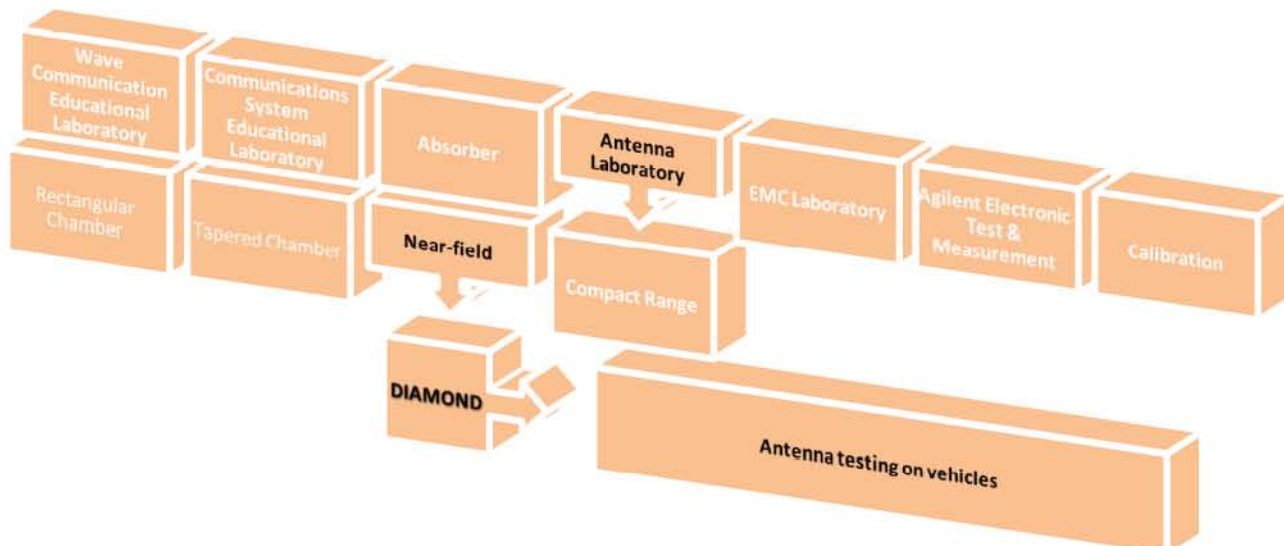 Wave
Communication
Educational
Laboratory
Communications
System
Educational
Laboratory
Absorber
Antenna
Laboratory
EMC Laboratory
Agilent Electronic
Test &
Measurement
Calibration
Rectangular
Chamber
Tapered Chamber
Near-field
Compact Range
DIAMOND
Antenna testing on vehicles